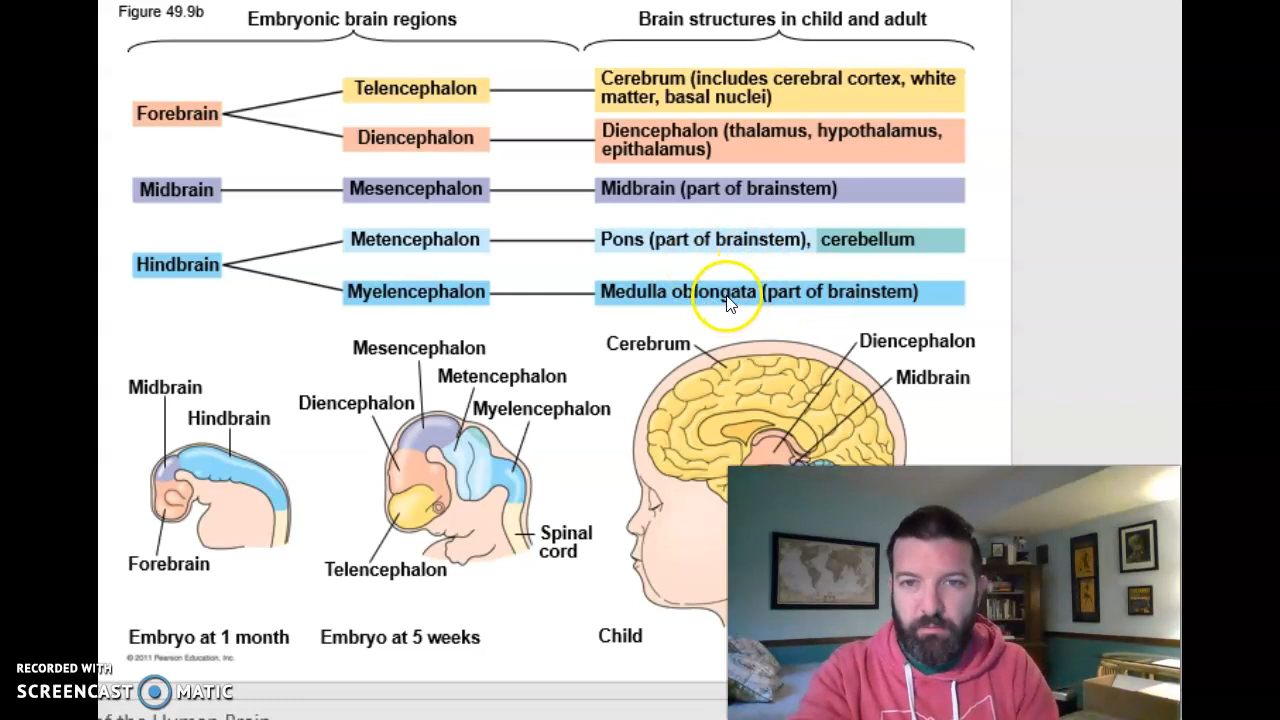 Figure 49.9b
Embryonic brain regions
Brain structures in child and adult
Forebrain
Telencephalon
Cerebrum (includes cerebral cortex, white
matter, basal nuclei)
Diencephalon
Diencephalon (thalamus, hypothalamus,
epithalamus)
Midbrain
Mesencephalon
Midbrain (part of brainstem)
Hindbrain
Metencephalon
Pons (part of brainstem), cerebellum
Myelencephalon
Medulla oblongata (part of brainstem)
Midbrain
Hindbrain
Forebrain
Embryo at 1 month
Mesencephalon
Metencephalon
Diencephalon
Myelencephalon
Spinal
cord
Telencephalon
Embryo at 5 weeks
Cerebrum
Diencephalon
Midbrain
Child
© 2011 Pearson Education, Inc.
RECORDED WITH
SCREENCAST MATIC
of the Human Brain